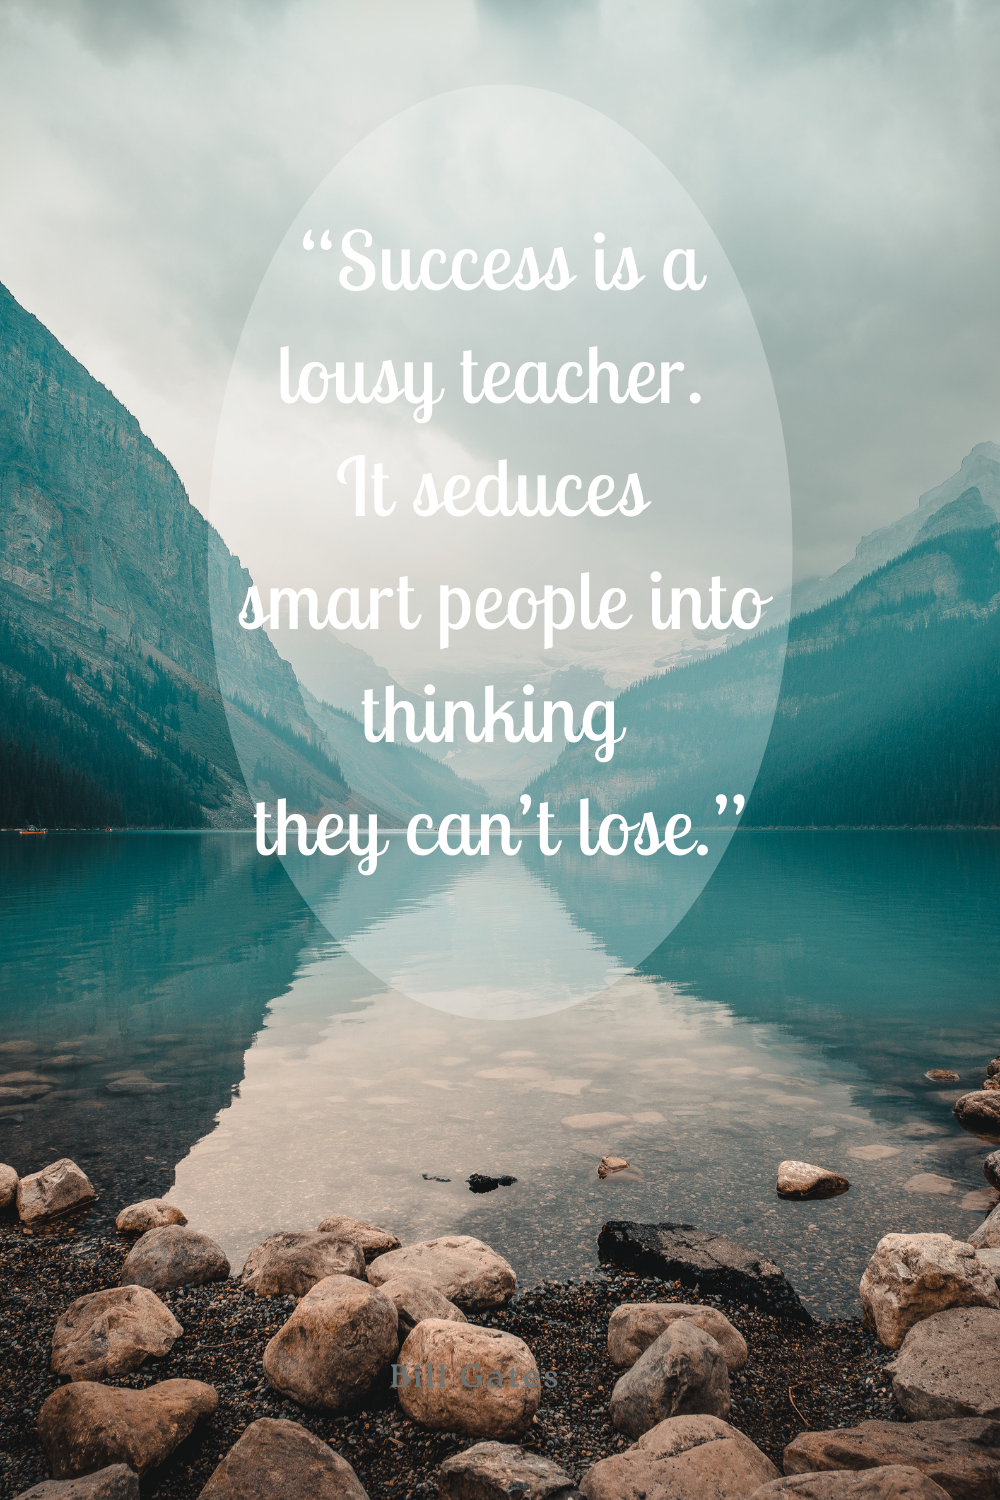 “Success is a
lousy teacher.
It seduces
smart people into
thinking
they can’t lose.”
Bill Gates